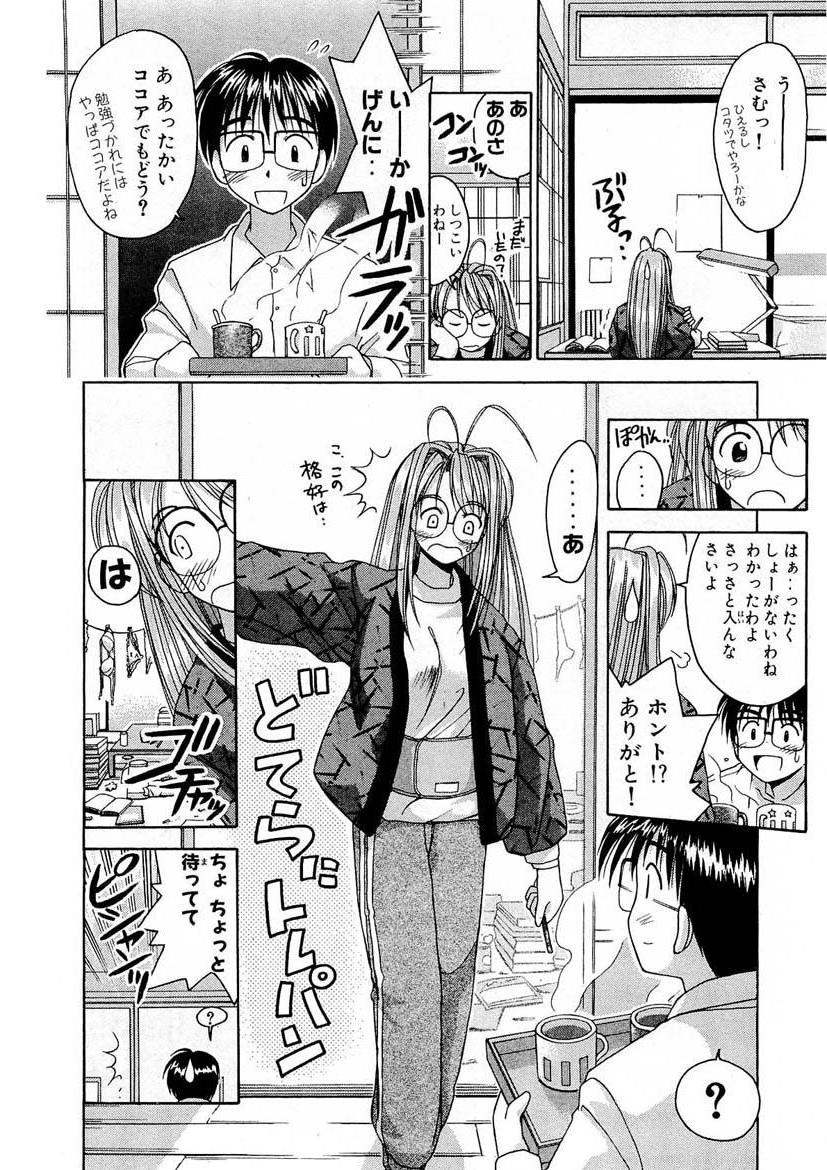 うーー
さむっ！
ひえるし
コタツでやろーかな
ぶるっ・・
あ
あのさ
コンコンッ
まだ
いたの？
しつこい
わねー
い——か
げんに・・
ガラッ
あ あったかい
ココアでもどう？
勉強づかれには
やっぱココアだよね
ぽかん・・
・・・
はぁ・・ったく
しょーがないわね
わかったわよ
さっさと入んな
さいよ
ホント!?
ありがと！
・・・・・あ
こ、この
格好は・・
どてらにトレパン
？
は
ゴチャッ
ちょ ちょっと
待ってて
ピシャンッ
？